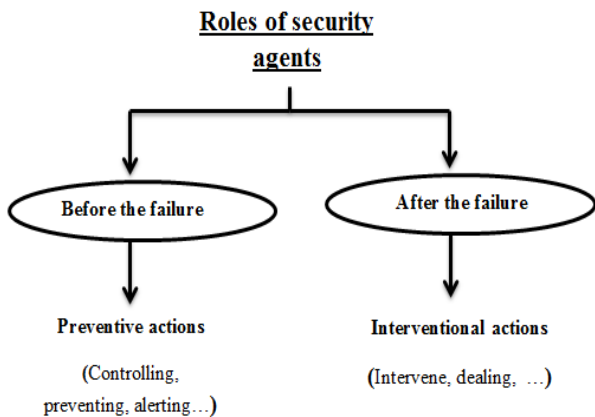 Roles of security
agents
Before the failure
After the failure
Preventive actions
(Controlling,
preventing, alerting…)
Interventional actions
(Intervene, dealing, …)